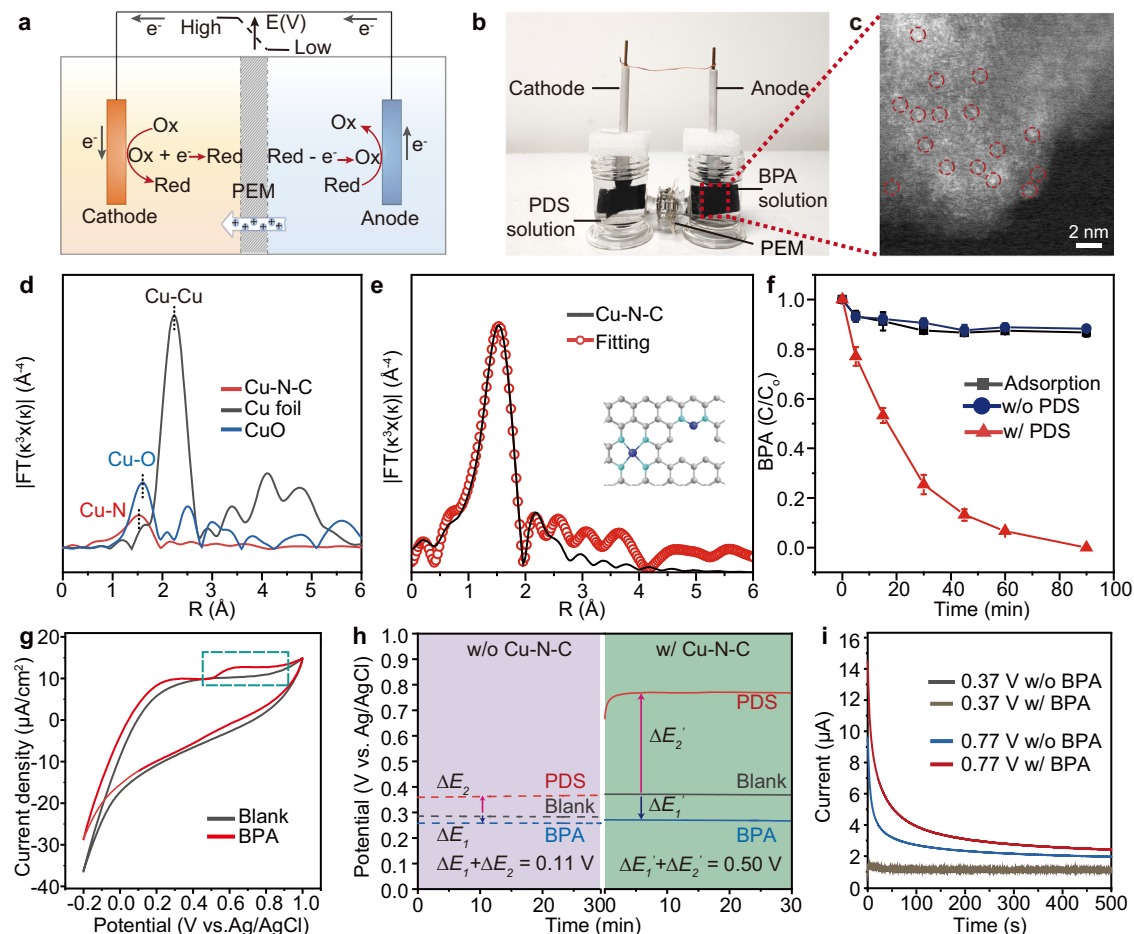 a
e-
High
E(V)
Low
e-
e-
Ox
Ox + e- Red
Red
Cathode
PEM
Ox
Red - e- Ox
Red
e-
Anode
b
Cathode
Anode
PDS
solution
BPA
solution
PEM
c
2 nm
d
Cu-Cu
Cu-N-C
Cu foil
CuO
Cu-O
Cu-N
|FT(κ³x(κ)| (Å⁻⁴)
0 1 2 3 4 5 6
R (Å)
e
Cu-N-C
Fitting
|FT(κ³x(κ)| (Å⁻⁴)
0 1 2 3 4 5 6
R (Å)
f
1.0
0.8
0.6
0.4
0.2
0.0
BPA (C/Co)
Adsorption
w/o PDS
w/ PDS
0 20 40 60 80 100
Time (min)
g
20
10
0
-10
-20
-30
-40
Current density (µA/cm²)
Blank
BPA
-0.2 0.0 0.2 0.4 0.6 0.8 1.0
Potential (V vs.Ag/AgCl)
h
1.0
0.9
0.8
0.7
0.6
0.5
0.4
0.3
0.2
0.1
0.0
Potential (V vs. Ag/AgCl)
w/o Cu-N-C
ΔE₂ PDS
Blank
ΔE₁ BPA
ΔE₁+ΔE₂ = 0.11 V
w/ Cu-N-C
PDS
ΔE₂'
Blank
ΔE₁'
BPA
ΔE₁'+ΔE₂' = 0.50 V
0 10 20 30 0 10 20 30
Time (min)
i
16
14
12
10
8
6
4
2
0
Current (µA)
0.37 V w/o BPA
0.37 V w/ BPA
0.77 V w/o BPA
0.77 V w/ BPA
0 100 200 300 400 500
Time (s)